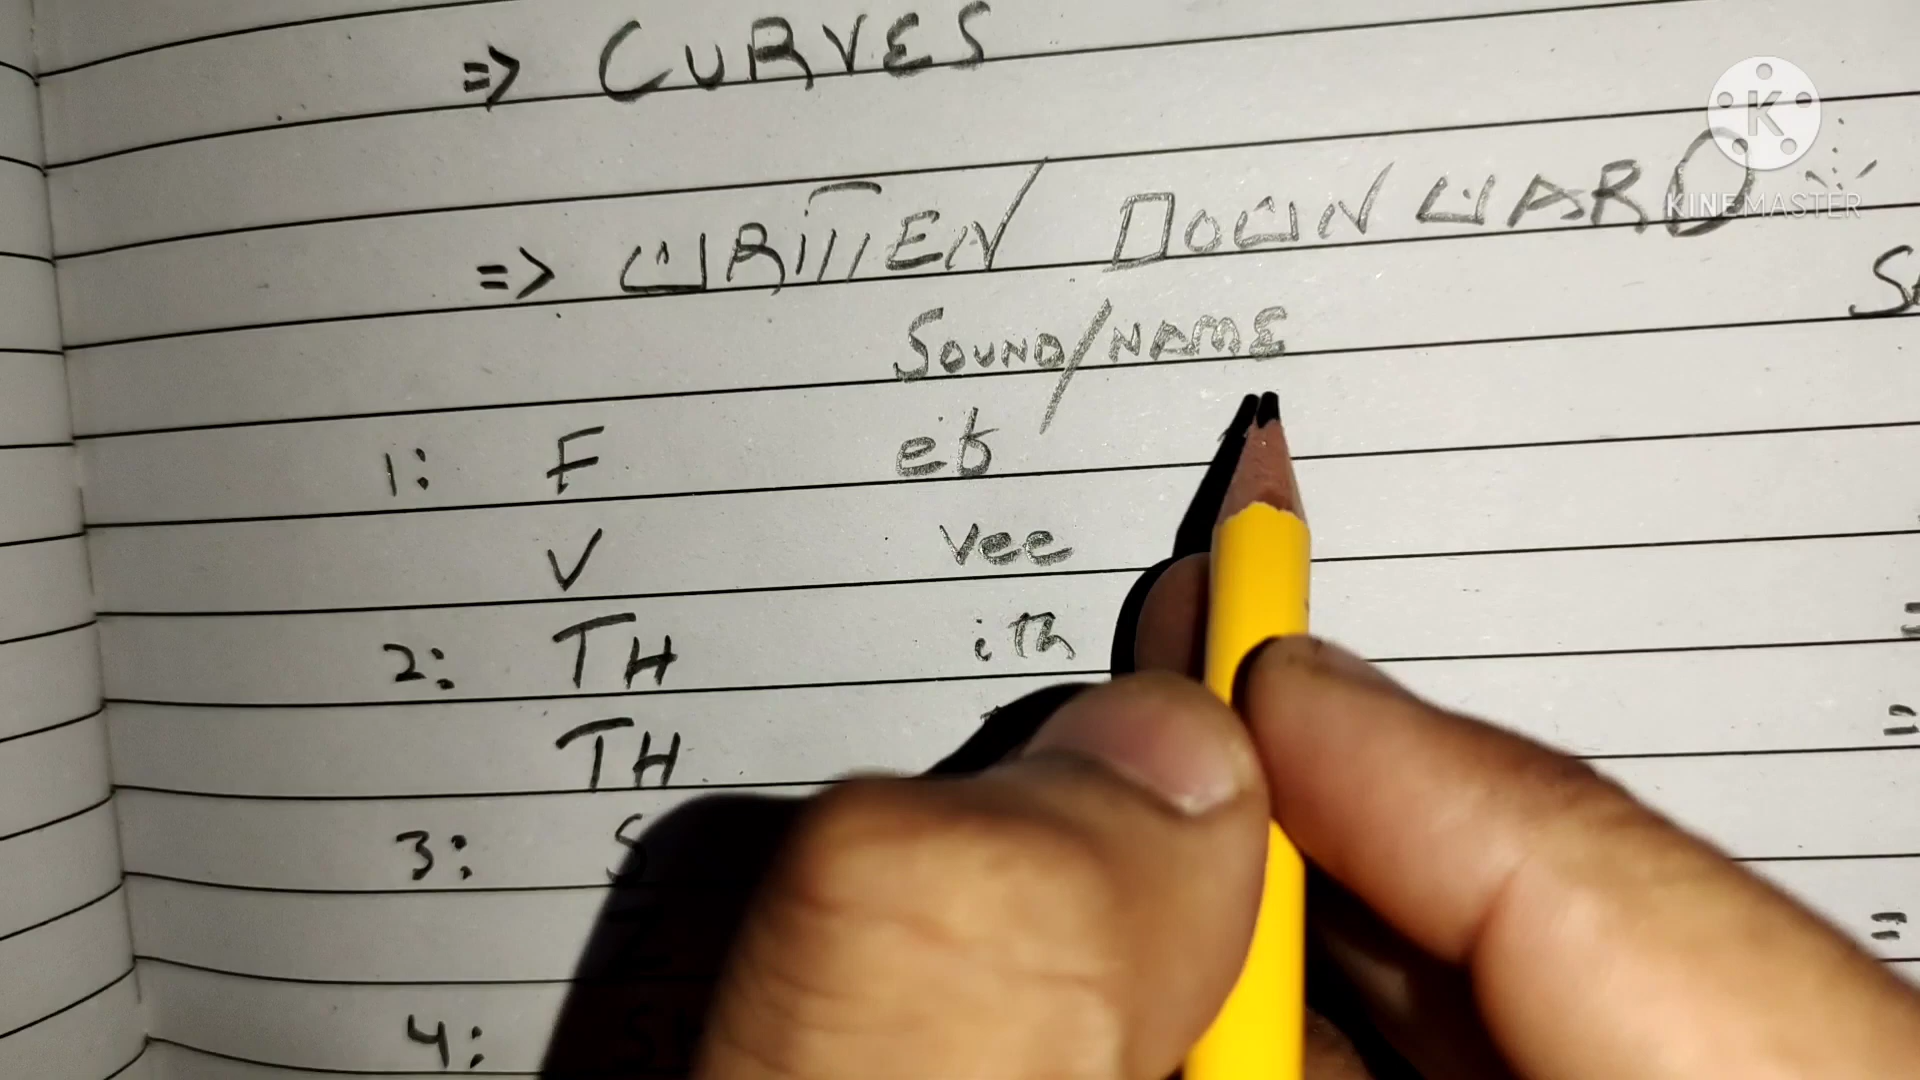 => CURVES
=> WRITTEN DOWNWARD
SOUND/NAME
1: F ef
V vee
2: TH ith
TH
3: S
4:
K
KINEMASTER